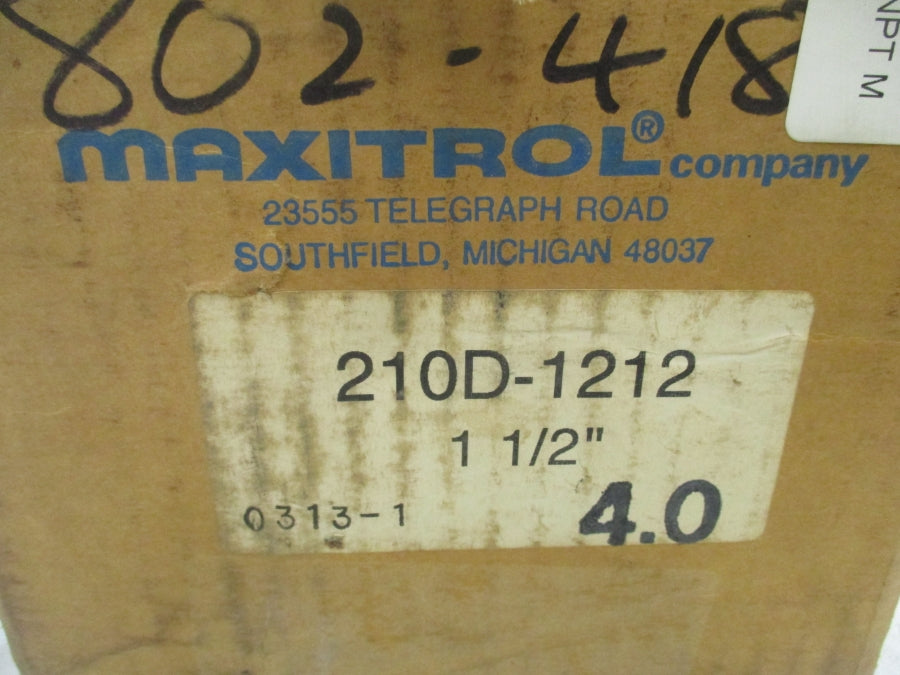 802-418
NPT M
MAXITROL® company
23555 TELEGRAPH ROAD
SOUTHFIELD, MICHIGAN 48037
210D-1212
1 1/2"
0313-1
4.0